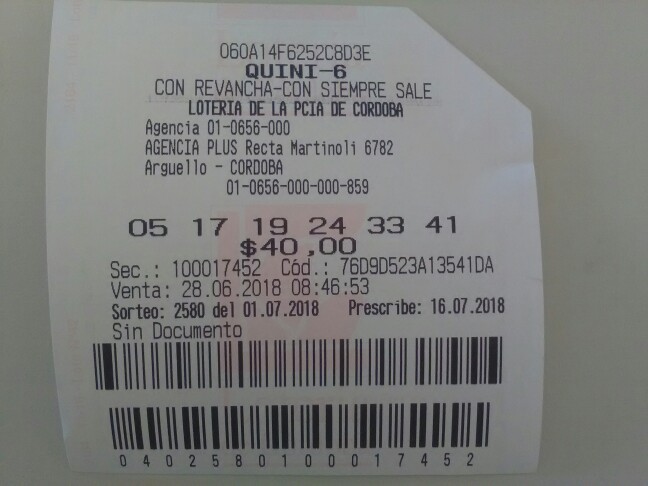 060A14F6252C8D3E
QUINI-6
CON REVANCHA-CON SIEMPRE SALE
LOTERIA DE LA PCIA DE CORDOBA
Agencia 01-0656-000
AGENCIA PLUS Recta Martinoli 6782
Arguello - CORDOBA
01-0656-000-000-859
05 17 19 24 33 41
$40,00
Sec.: 100017452 Cód.: 76D9D523A13541DA
Venta: 28.06.2018 08:46:53
Sorteo: 2580 del 01.07.2018 Prescribe: 16.07.2018
Sin Documento
0402580100017452